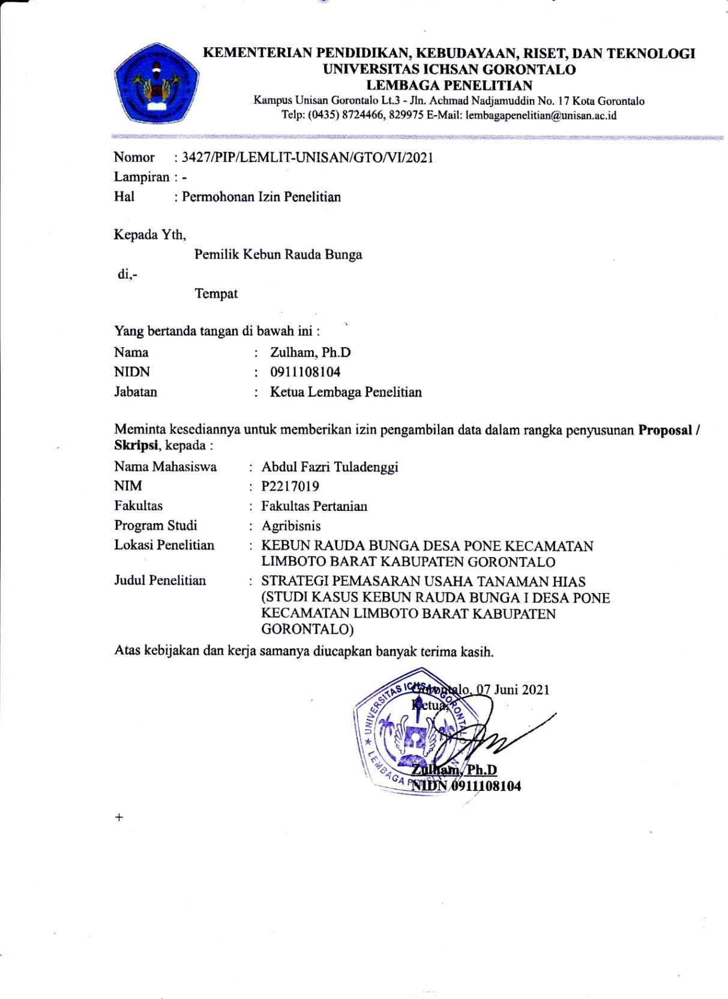 KEMENTERIAN PENDIDIKAN, KEBUDAYAAN, RISET, DAN TEKNOLOGI
UNIVERSITAS ICHSAN GORONTALO
LEMBAGA PENELITIAN
Kampus Unisan Gorontalo Lt.3 - Jln. Achmad Nadjamuddin No. 17 Kota Gorontalo
Telp: (0435) 8724466, 829975 E-Mail: lembagapenelitian@unisan.ac.id
Nomor : 3427/PIP/LEMLIT-UNISAN/GTO/VI/2021
Lampiran : -
Hal : Permohonan Izin Penelitian
Kepada Yth,
Pemilik Kebun Rauda Bunga
di,-
Tempat
Yang bertanda tangan di bawah ini :
Nama : Zulham, Ph.D
NIDN : 0911108104
Jabatan : Ketua Lembaga Penelitian
Meminta kesediannya untuk memberikan izin pengambilan data dalam rangka penyusunan Proposal /
Skripsi, kepada :
Nama Mahasiswa : Abdul Fazri Tuladenggi
NIM : P2217019
Fakultas : Fakultas Pertanian
Program Studi : Agribisnis
Lokasi Penelitian : KEBUN RAUDA BUNGA DESA PONE KECAMATAN
LIMBOTO BARAT KABUPATEN GORONTALO
Judul Penelitian : STRATEGI PEMASARAN USAHA TANAMAN HIAS
(STUDI KASUS KEBUN RAUDA BUNGA I DESA PONE
KECAMATAN LIMBOTO BARAT KABUPATEN
GORONTALO)
Atas kebijakan dan kerja samanya diucapkan banyak terima kasih.
Gorontalo, 07 Juni 2021
Ketua,
UNIVERSITAS ICHSAN GORONTALO
LEMBAGA PENELITIAN
Zulham, Ph.D
NIDN 0911108104
+